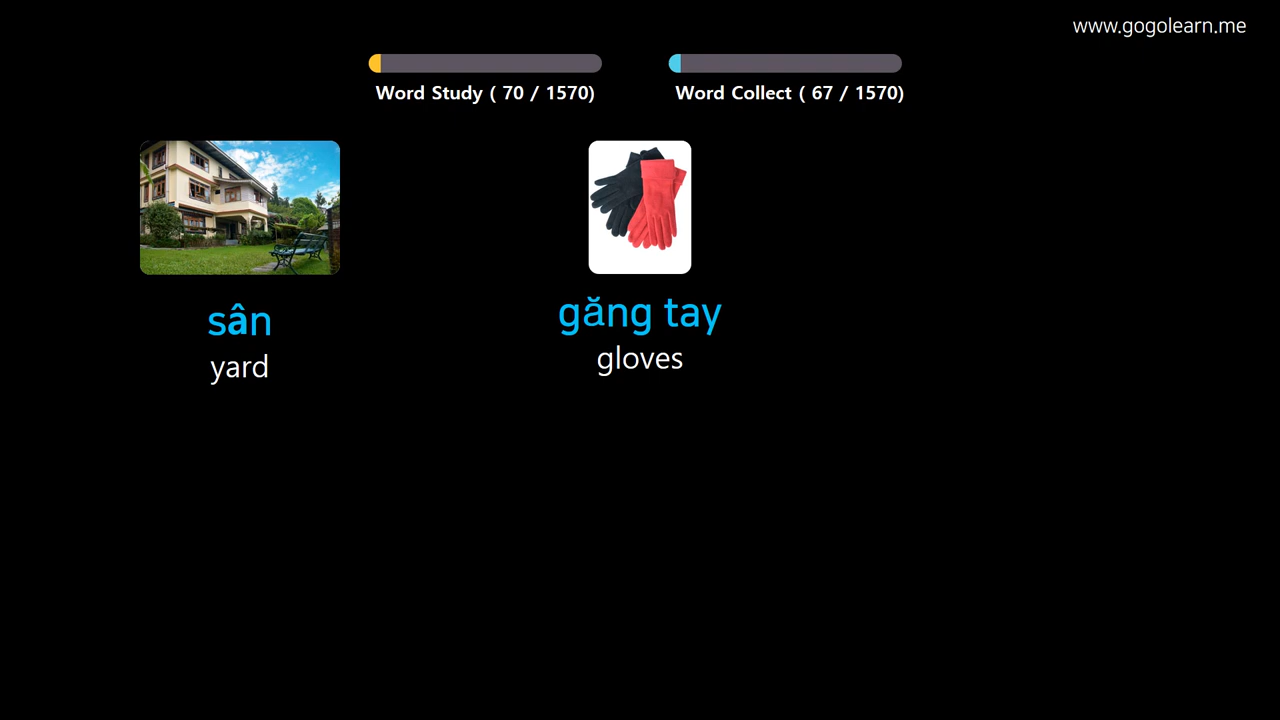 www.gogolearn.me
Word Study ( 70 / 1570)
Word Collect ( 67 / 1570)
sân
yard
găng tay
gloves